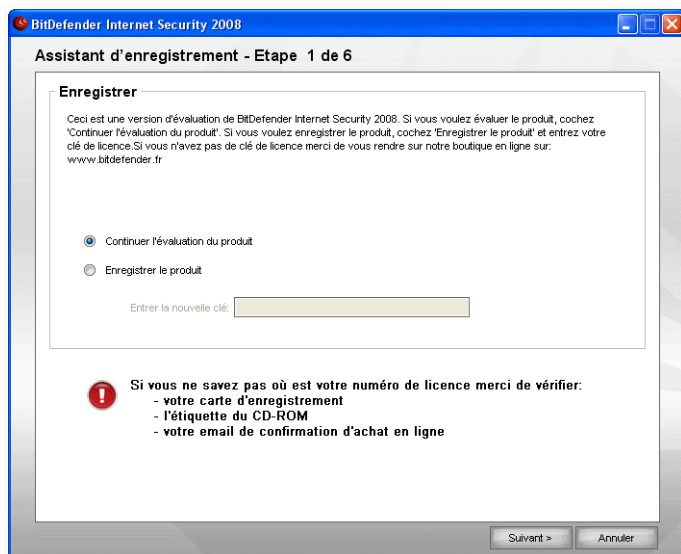 BitDefender Internet Security 2008
Assistant d'enregistrement - Etape 1 de 6
Enregistrer
Ceci est une version d'évaluation de BitDefender Internet Security 2008. Si vous voulez évaluer le produit, cochez
'Continuer l'évaluation du produit'. Si vous voulez enregistrer le produit, cochez 'Enregistrer le produit' et entrez votre
clé de licence.Si vous n'avez pas de clé de licence merci de vous rendre sur notre boutique en ligne sur:
www.bitdefender.fr
Continuer l'évaluation du produit
Enregistrer le produit
Entrer la nouvelle clé:
Si vous ne savez pas où est votre numéro de licence merci de vérifier:
- votre carte d'enregistrement
- l'étiquette du CD-ROM
- votre email de confirmation d'achat en ligne
Suivant >
Annuler